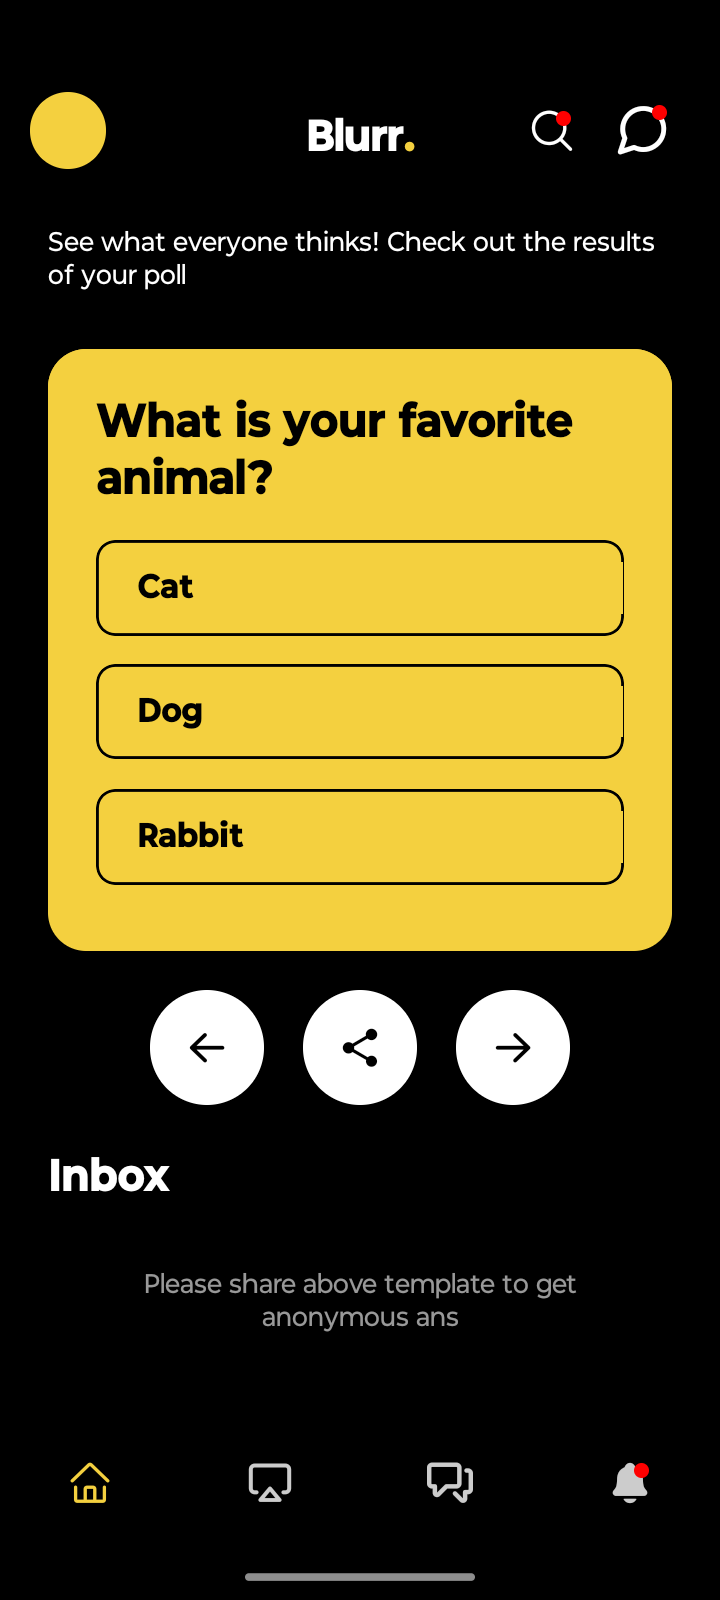 Blurr.
See what everyone thinks! Check out the results
of your poll
What is your favorite
animal?
Cat
Dog
Rabbit
Inbox
Please share above template to get
anonymous ans